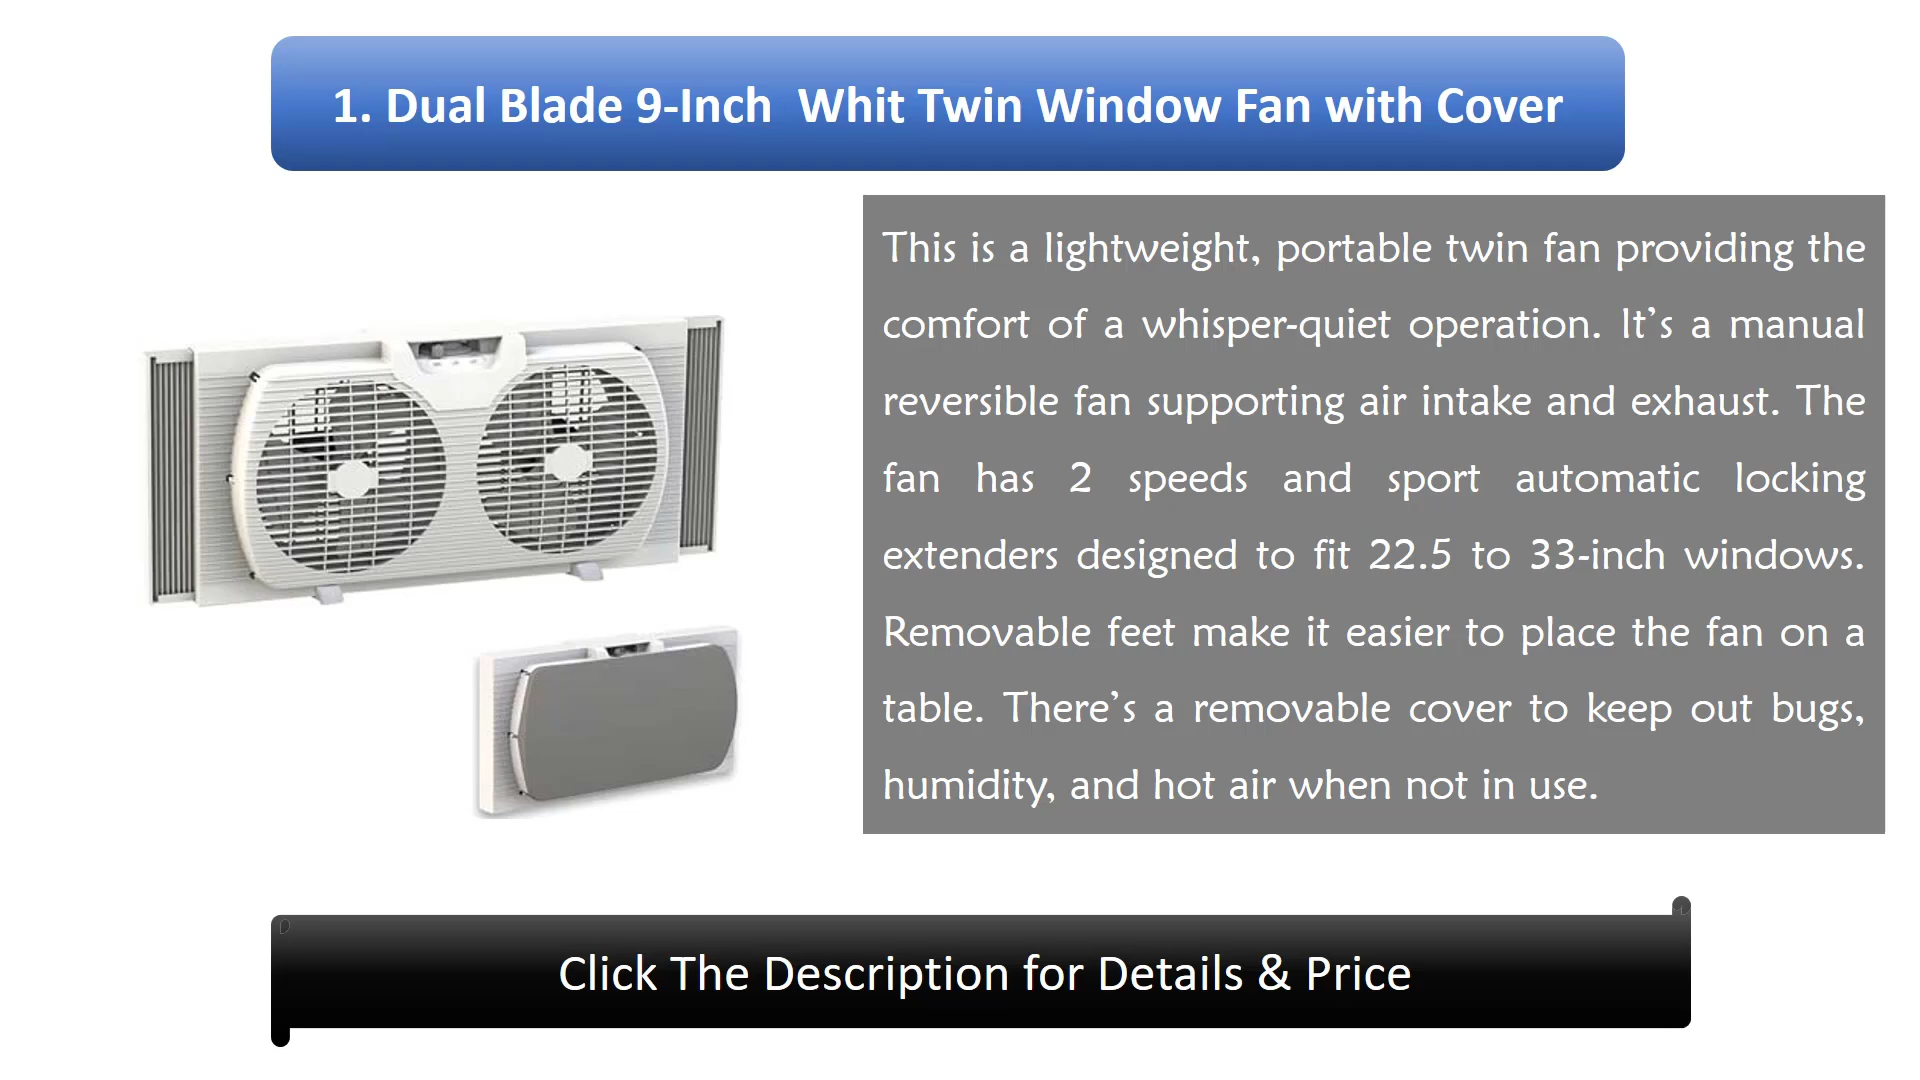 1. Dual Blade 9-Inch  Whit Twin Window Fan with Cover
This is a lightweight, portable twin fan providing the
comfort of a whisper-quiet operation. It’s a manual
reversible fan supporting air intake and exhaust. The
fan has 2 speeds and sport automatic locking
extenders designed to fit 22.5 to 33-inch windows.
Removable feet make it easier to place the fan on a
table. There’s a removable cover to keep out bugs,
humidity, and hot air when not in use.
Click The Description for Details & Price